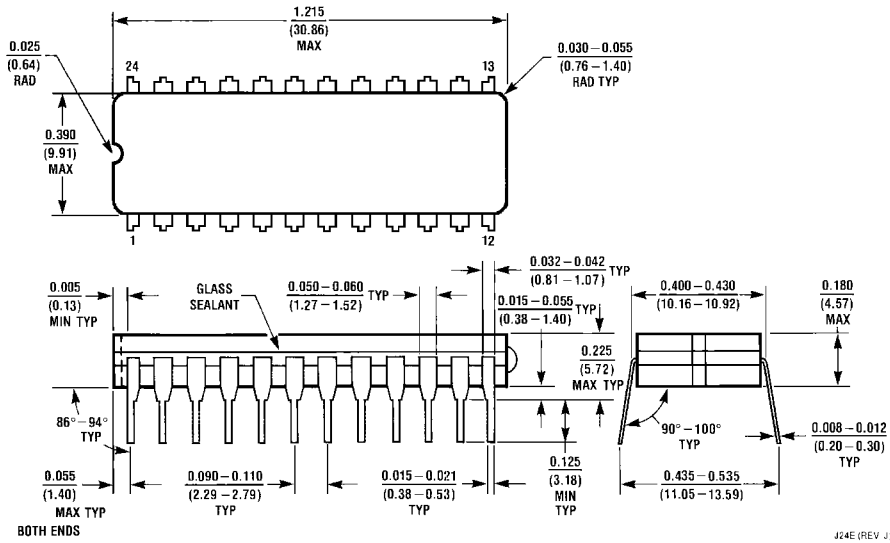 1.215
(30.86)
MAX
0.025
(0.64)
RAD
24
13
0.030–0.055
(0.76–1.40)
RAD TYP
0.390
(9.91)
MAX
1
12
0.005
(0.13)
MIN TYP
GLASS
SEALANT
0.050–0.060
(1.27–1.52)
TYP
0.032–0.042
(0.81–1.07)
TYP
0.015–0.055
(0.38–1.40)
TYP
0.400–0.430
(10.16–10.92)
0.180
(4.57)
MAX
0.225
(5.72)
MAX TYP
86°–94°
TYP
90°–100°
TYP
0.008–0.012
(0.20–0.30)
TYP
0.055
(1.40)
MAX TYP
BOTH ENDS
0.090–0.110
(2.29–2.79)
TYP
0.015–0.021
(0.38–0.53)
TYP
0.125
(3.18)
MIN
TYP
0.435–0.535
(11.05–13.59)
J24E (REV J